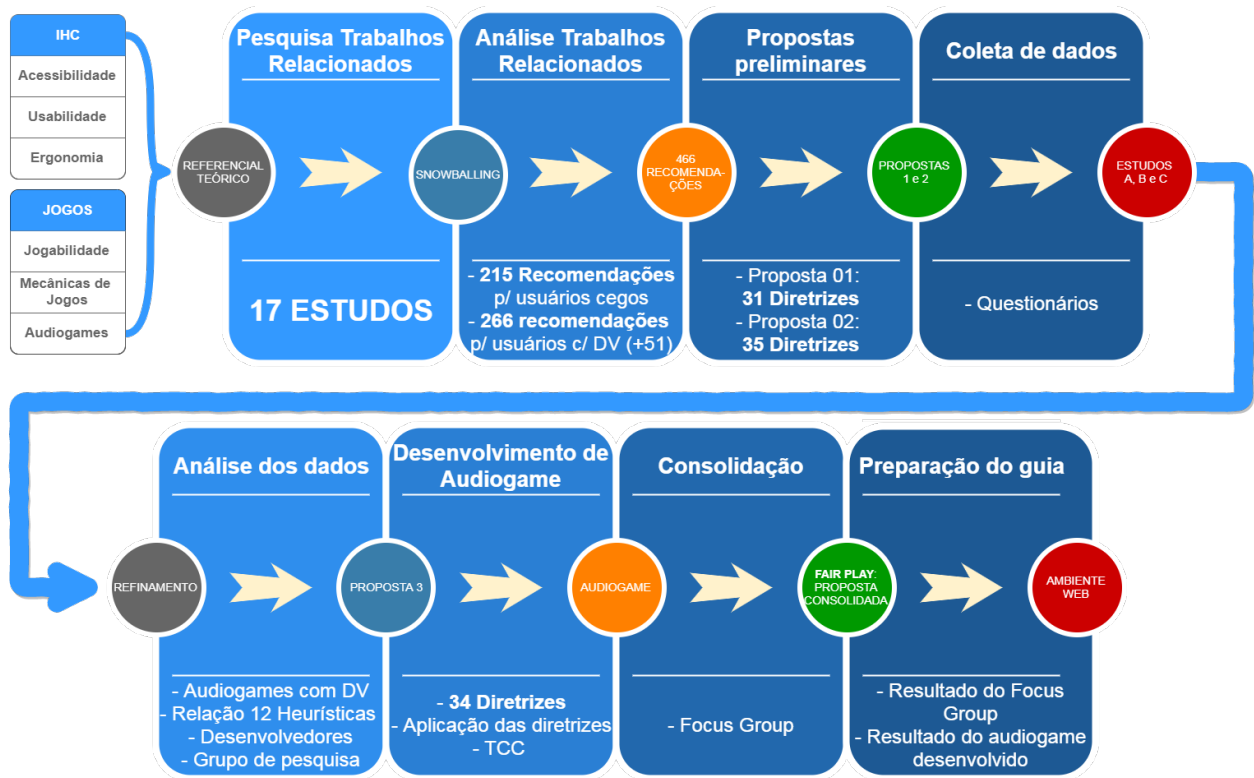 IHC
Acessibilidade
Usabilidade
Ergonomia
JOGOS
Jogabilidade
Mecânicas de
Jogos
Audiogames
REFERENCIAL
TEÓRICO
Pesquisa Trabalhos
Relacionados
17 ESTUDOS
SNOWBALLING
Análise Trabalhos
Relacionados
- 215 Recomendações
p/ usuários cegos
- 266 recomendações
p/ usuários c/ DV (+51)
466
RECOMENDA-
ÇÕES
Propostas
preliminares
- Proposta 01:
31 Diretrizes
- Proposta 02:
35 Diretrizes
PROPOSTAS
1 e 2
Coleta de dados
- Questionários
ESTUDOS
A, B e C
REFINAMENTO
Análise dos dados
- Audiogames com DV
- Relação 12 Heurísticas
- Desenvolvedores
- Grupo de pesquisa
PROPOSTA 3
Desenvolvimento de
Audiogame
- 34 Diretrizes
- Aplicação das diretrizes
- TCC
AUDIOGAME
Consolidação
- Focus Group
FAIR PLAY:
PROPOSTA
CONSOLIDADA
Preparação do guia
- Resultado do Focus
Group
- Resultado do audiogame
desenvolvido
AMBIENTE
WEB